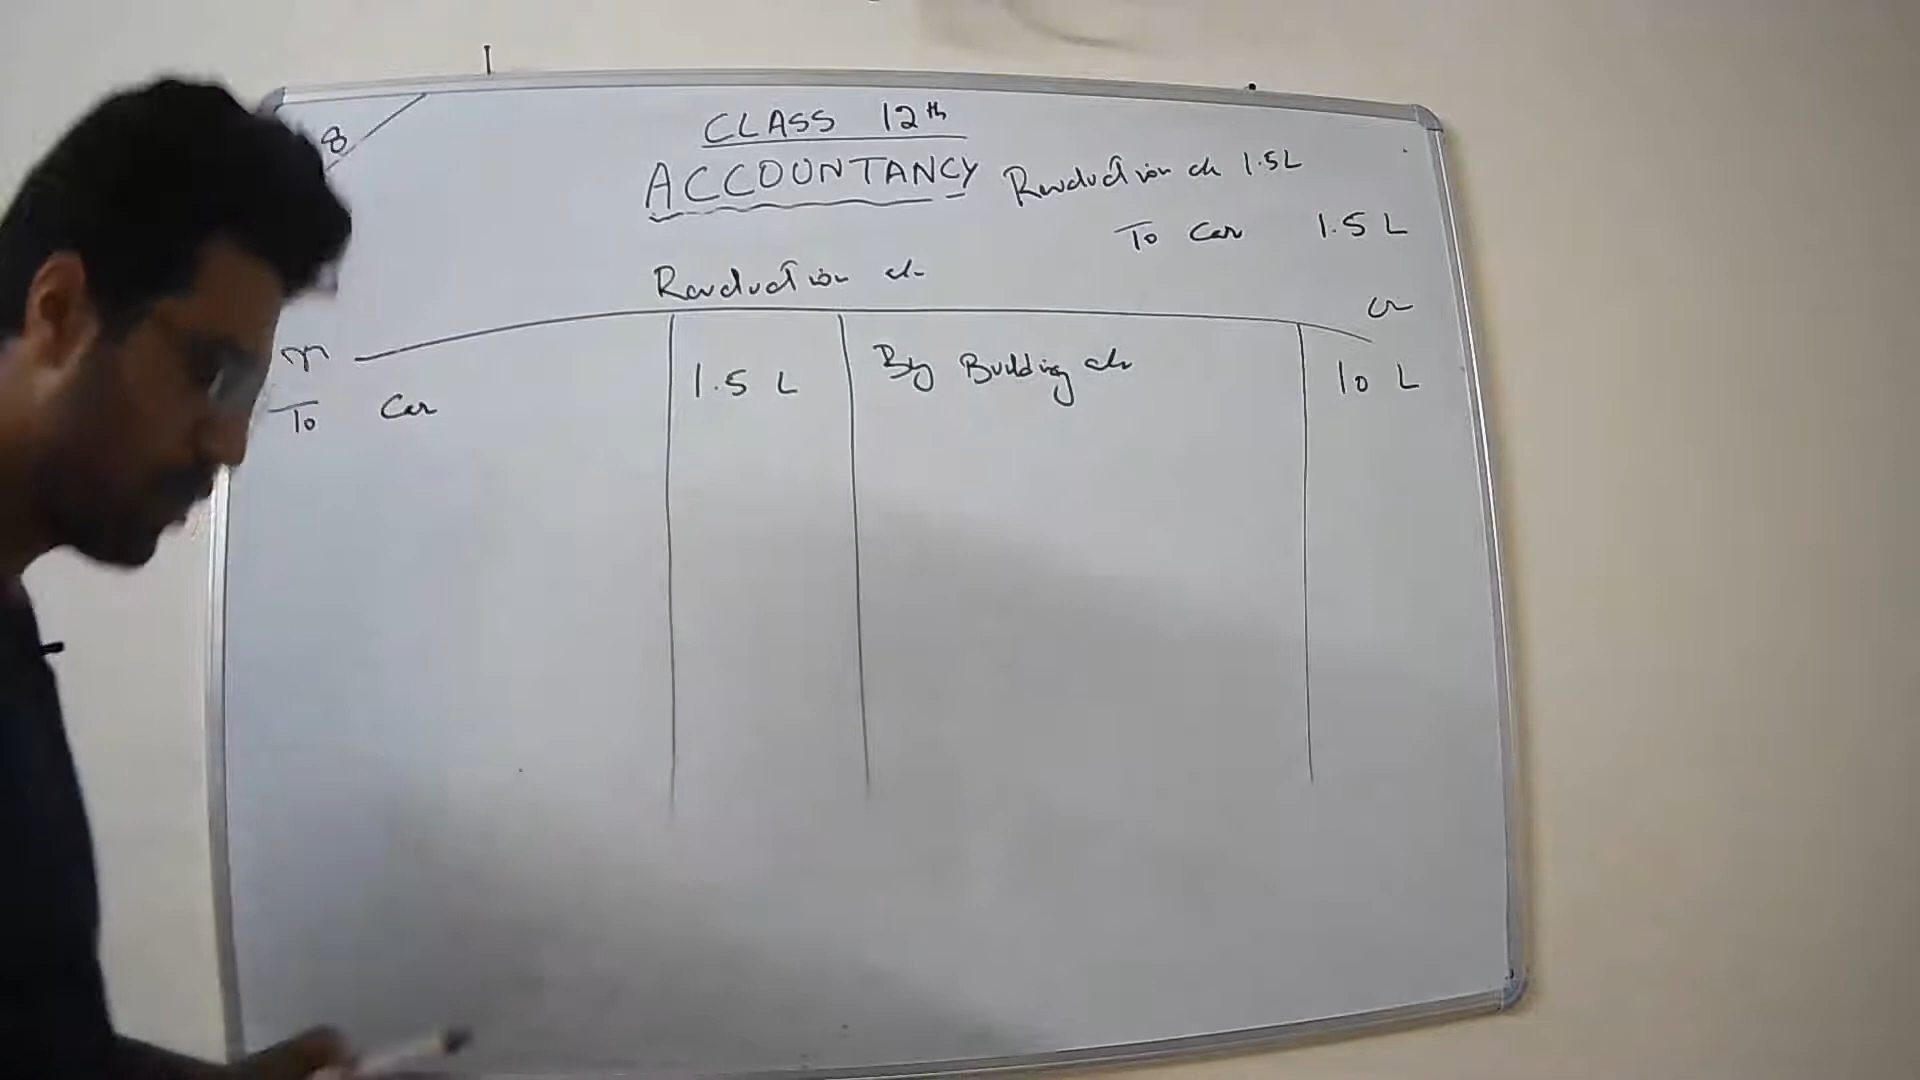 8
CLASS 12th
ACCOUNTANCY
Revaluation a/c 1.5L
To Car 1.5 L
Revaluation a/c
Cr
To Car 1.5 L By Building a/c 10 L